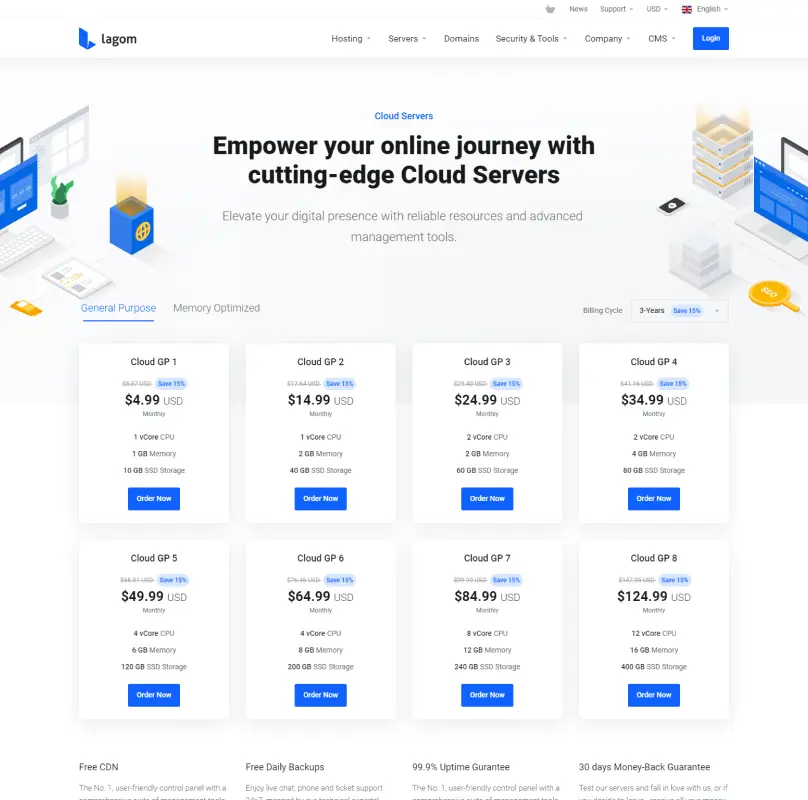 News Support USD English
lagom
Hosting Servers Domains Security & Tools Company CMS Login
Cloud Servers
Empower your online journey with
cutting-edge Cloud Servers
Elevate your digital presence with reliable resources and advanced
management tools.
SEO
General Purpose Memory Optimized
Billing Cycle 3-Years Save 15%
Cloud GP 1
$5.87 USD Save 15%
$4.99 USD
Monthly
1 vCore CPU
1 GB Memory
10 GB SSD Storage
Order Now
Cloud GP 2
$17.64 USD Save 15%
$14.99 USD
Monthly
1 vCore CPU
2 GB Memory
40 GB SSD Storage
Order Now
Cloud GP 3
$29.40 USD Save 15%
$24.99 USD
Monthly
2 vCore CPU
2 GB Memory
60 GB SSD Storage
Order Now
Cloud GP 4
$41.16 USD Save 15%
$34.99 USD
Monthly
2 vCore CPU
4 GB Memory
80 GB SSD Storage
Order Now
Cloud GP 5
USD Save 15%
$49.99 USD
Monthly
4 vCore CPU
6 GB Memory
120 GB SSD Storage
Order Now
Cloud GP 6
$76.46 USD Save 15%
$64.99 USD
Monthly
4 vCore CPU
8 GB Memory
200 GB SSD Storage
Order Now
Cloud GP 7
$99.99 USD Save 15%
$84.99 USD
Monthly
8 vCore CPU
12 GB Memory
240 GB SSD Storage
Order Now
Cloud GP 8
USD Save 15%
$124.99 USD
Monthly
12 vCore CPU
16 GB Memory
400 GB SSD Storage
Order Now
Free CDN
The No. 1, user-friendly control panel with a
Free Daily Backups
Enjoy live chat, phone and ticket support
99.9% Uptime Gurantee
The No. 1, user-friendly control panel with a
30 days Money-Back Guarantee
Test our servers and fall in love with us, or if